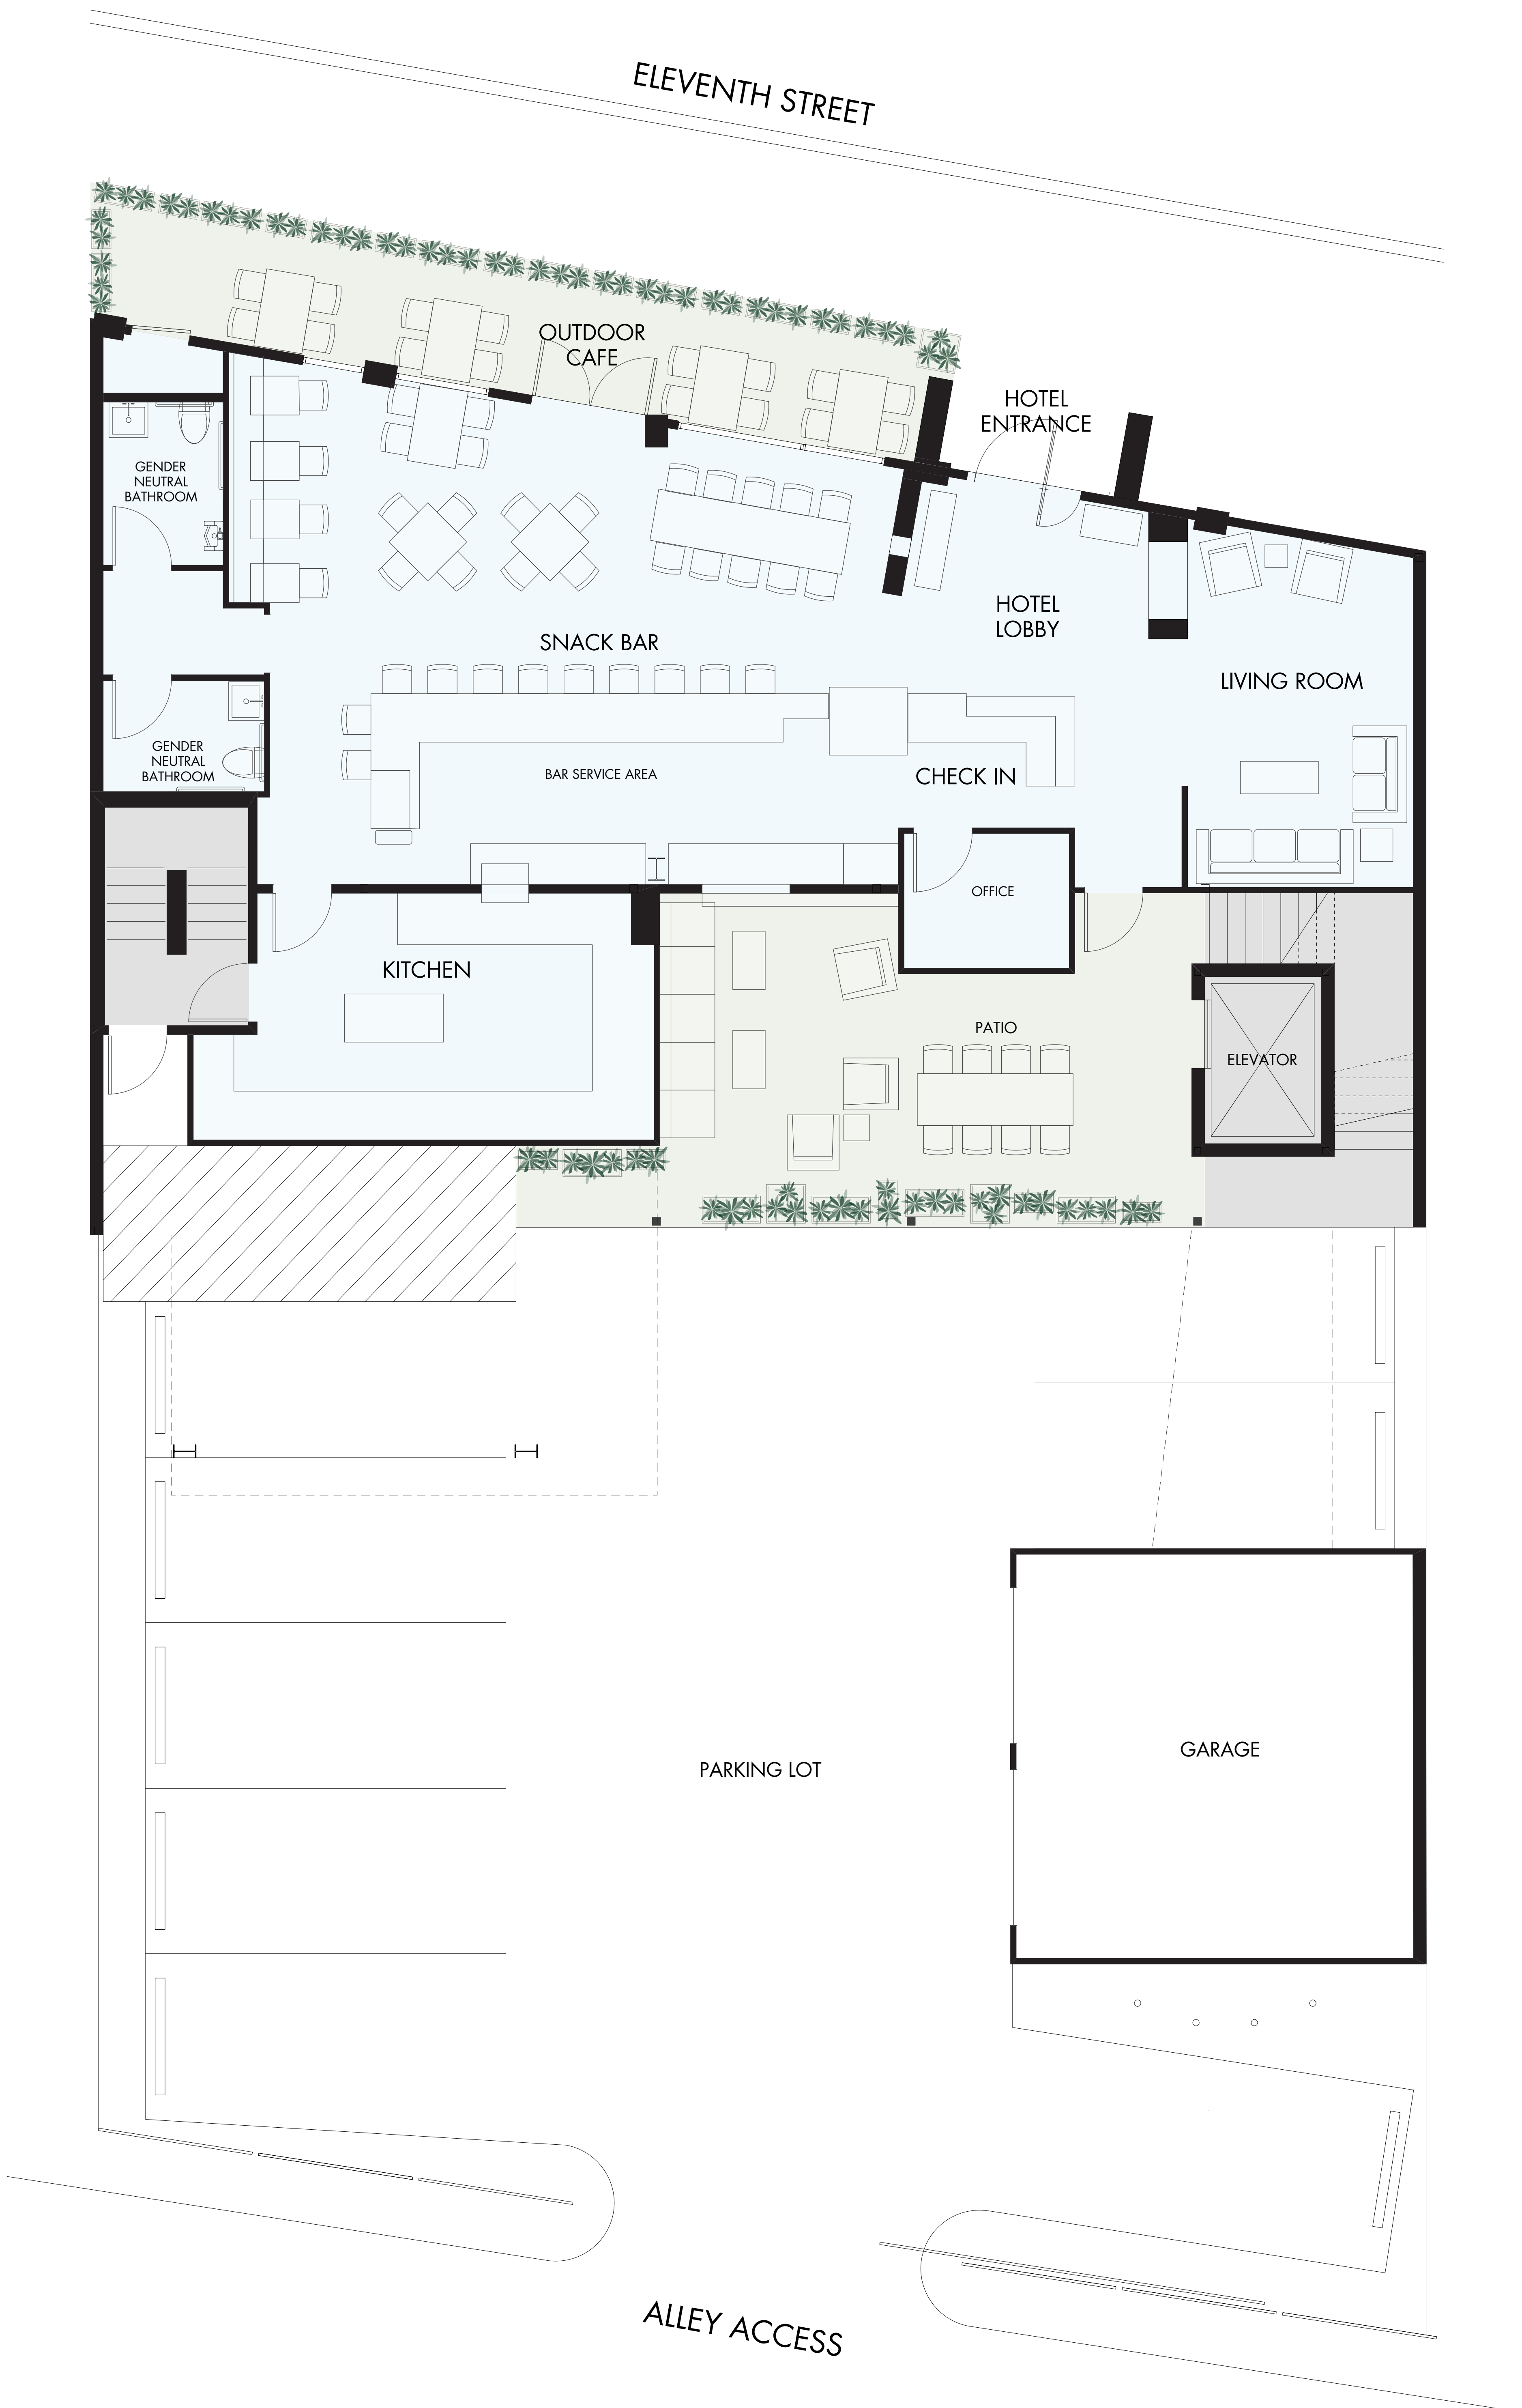 ELEVENTH STREET
OUTDOOR
CAFE
HOTEL
ENTRANCE
GENDER
NEUTRAL
BATHROOM
HOTEL
LOBBY
SNACK BAR
LIVING ROOM
GENDER
NEUTRAL
BATHROOM
BAR SERVICE AREA
CHECK IN
OFFICE
KITCHEN
PATIO
ELEVATOR
GARAGE
PARKING LOT
ALLEY ACCESS